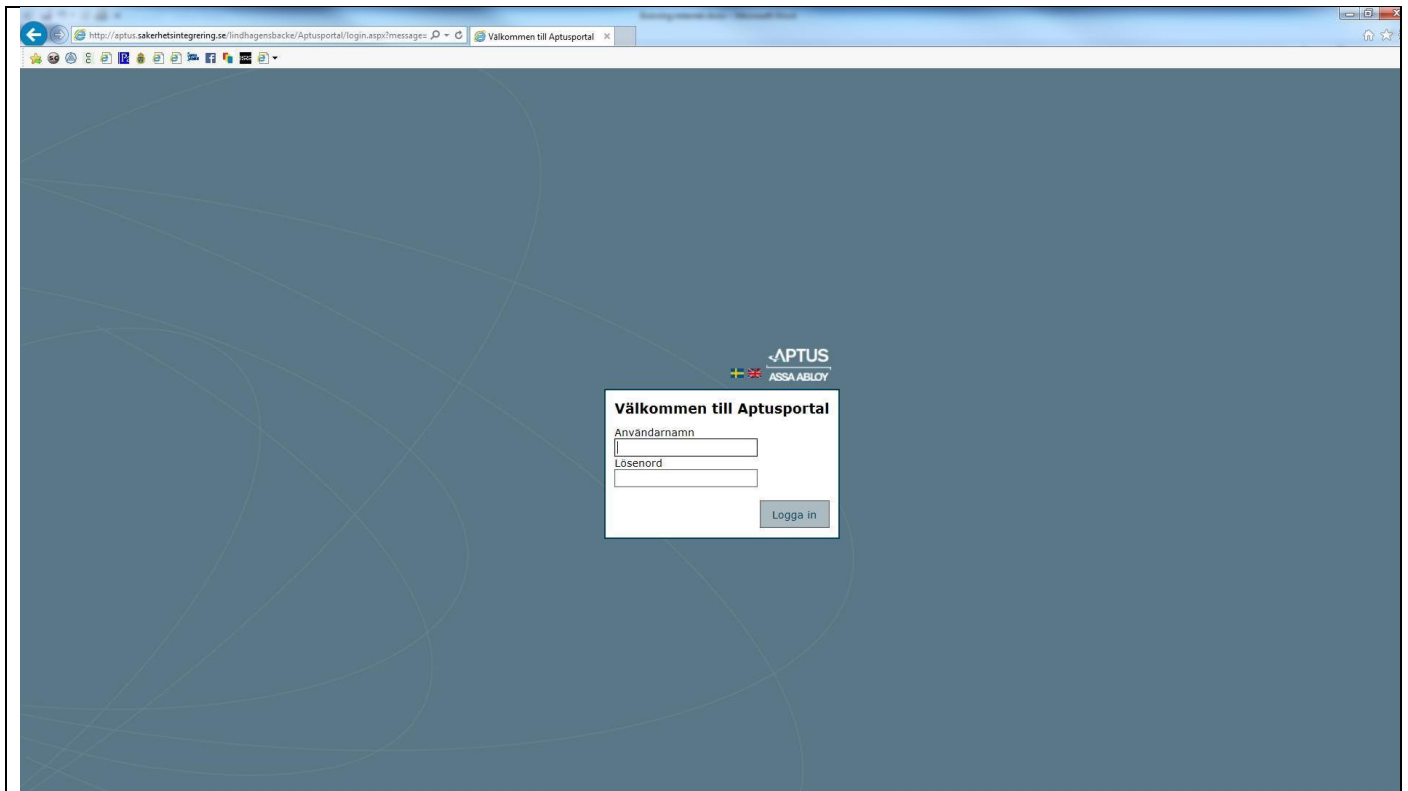 http://aptus.sakerhetsintegrering.se/lindhagensbacke/Aptusportal/login.aspx?message=
Välkommen till Aptusportal
APTUS
ASSA ABLOY
Välkommen till Aptusportal
Användarnamn
Lösenord
Logga in